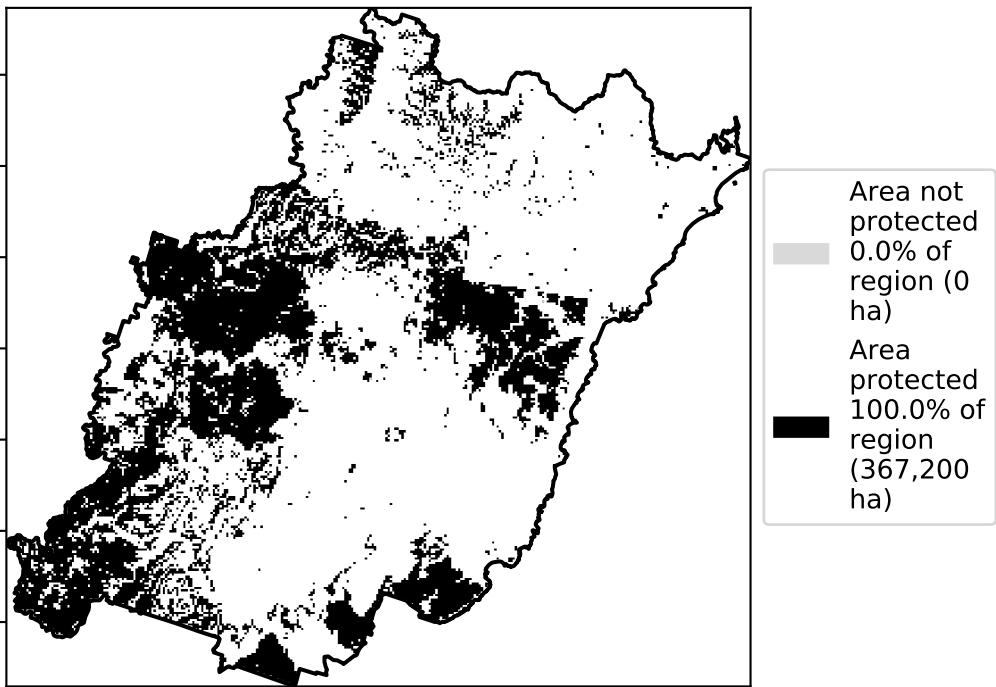 Area not
protected
0.0% of
region (0
ha)
Area
protected
100.0% of
region
(367,200
ha)